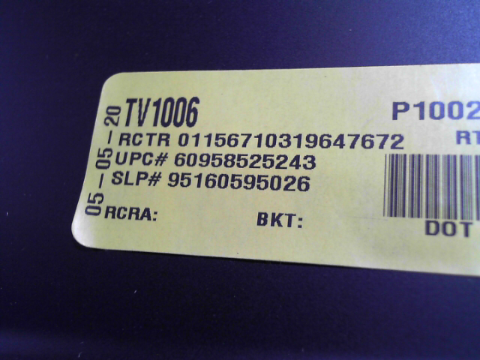 05-05-20
TV1006 P1002
RCTR 01156710319647672 RT
UPC# 60958525243
SLP# 95160595026
RCRA: BKT: DOT